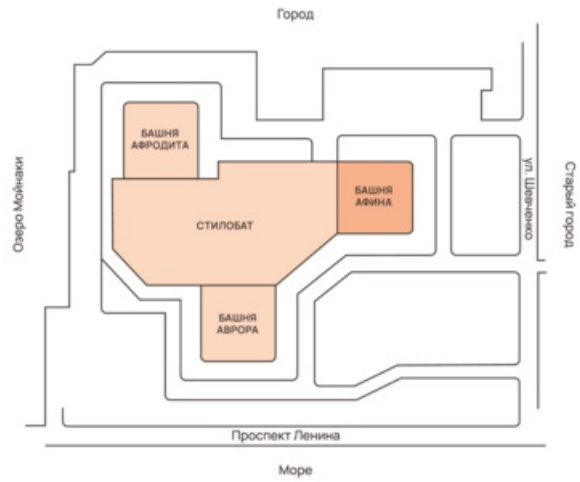 Город
БАШНЯ
АФРОДИТА
Озеро Мойнаки
СТИЛОБАТ
БАШНЯ
АФИНА
ул. Шевченко
Старый город
БАШНЯ
АВРОРА
Проспект Ленина
Море